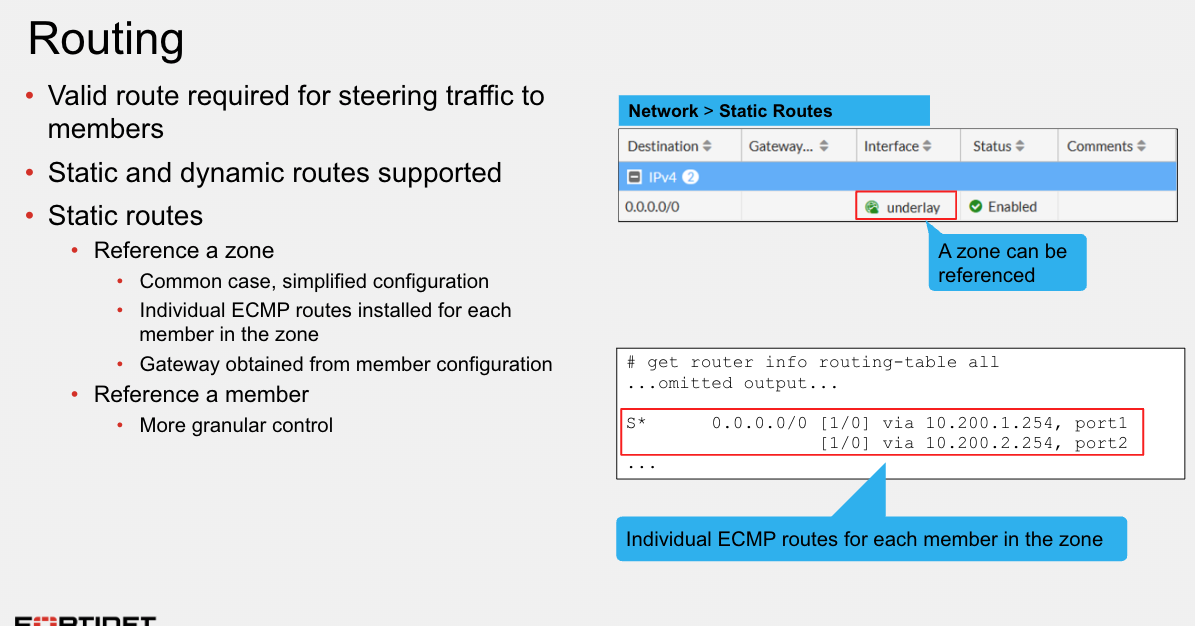 Routing
• Valid route required for steering traffic to
members
• Static and dynamic routes supported
• Static routes
• Reference a zone
• Common case, simplified configuration
• Individual ECMP routes installed for each
member in the zone
• Gateway obtained from member configuration
• Reference a member
• More granular control
Network > Static Routes
Destination Gateway... Interface Status Comments
IPv4 2
0.0.0.0/0 underlay Enabled
A zone can be
referenced
# get router info routing-table all
...omitted output...
S* 0.0.0.0/0 [1/0] via 10.200.1.254, port1
[1/0] via 10.200.2.254, port2
...
Individual ECMP routes for each member in the zone
FORTINET